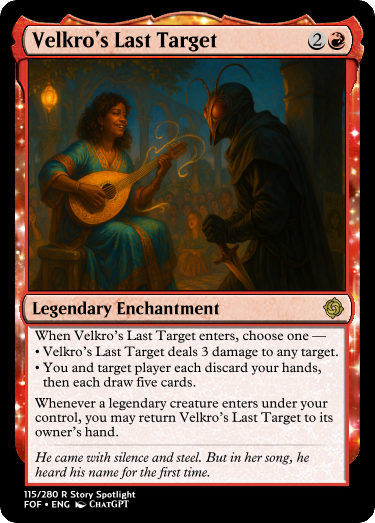 Velkro's Last Target 2
Legendary Enchantment
When Velkro's Last Target enters, choose one —
• Velkro's Last Target deals 3 damage to any target.
• You and target player each discard your hands,
then each draw five cards.
Whenever a legendary creature enters under your
control, you may return Velkro's Last Target to its
owner's hand.
He came with silence and steel. But in her song, he
heard his name for the first time.
115/280 R Story Spotlight
FOF • ENG ChatGPT